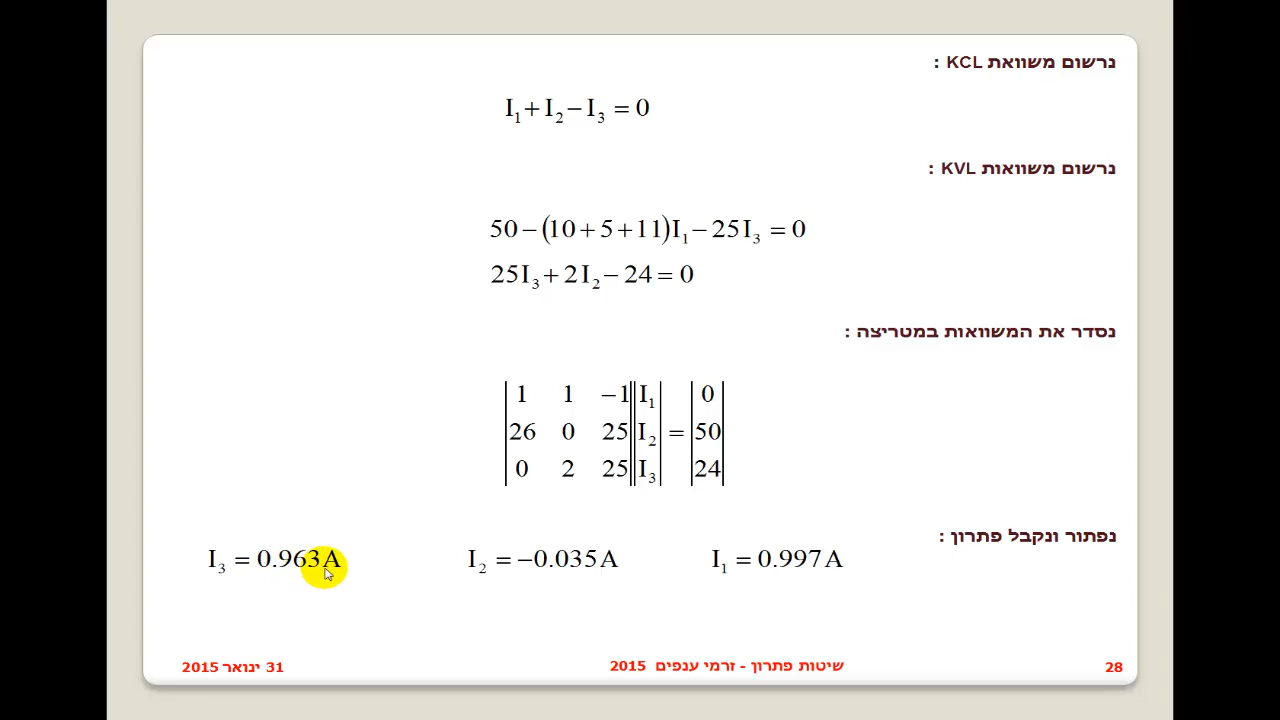 נרשום משוואת KCL :
I₁ + I₂ − I₃ = 0
נרשום משוואות KVL :
50 − (10 + 5 + 11)I₁ − 25I₃ = 0
25I₃ + 2I₂ − 24 = 0
נסדר את המשוואות במטריצה :
|1 1 −1||I₁| |0|
|26 0 25||I₂| = |50|
|0 2 25||I₃| |24|
נפתור ונקבל פתרון :
I₁ = 0.997 A I₂ = −0.035 A I₃ = 0.963 A
28 שיטות פתרון - זרמי ענפים 2015 31 ינואר 2015